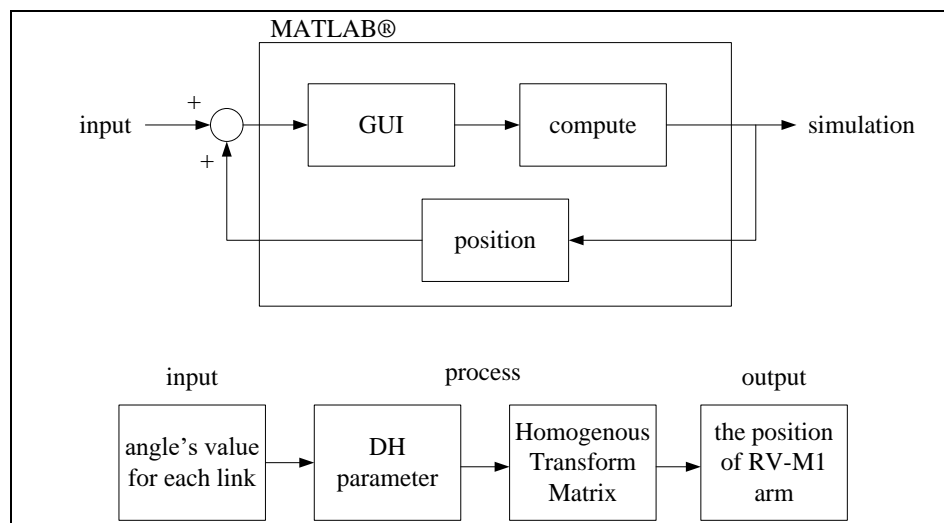 MATLAB®
+
input
GUI
compute
simulation
+
position
input
process
output
angle’s value
for each link
DH
parameter
Homogenous
Transform
Matrix
the position
of RV-M1
arm